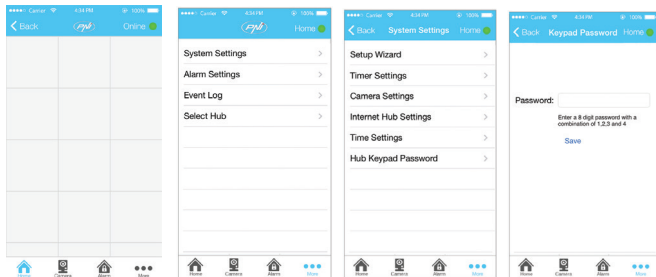 Carrier 4:34 PM 100%
Back PNI Online
Home Camera Alarm More
Carrier 4:34 PM 100%
PNI Home
System Settings
Alarm Settings
Event Log
Select Hub
Home Camera Alarm More
Carrier 4:34 PM 100%
Back System Settings Home
Setup Wizard
Timer Settings
Camera Settings
Internet Hub Settings
Time Settings
Hub Keypad Password
Home Camera Alarm More
Carrier 4:34 PM 100%
Back Keypad Password Home
Password:
Enter a 8 digit password with a
combination of 1,2,3 and 4
Save
Home Camera Alarm More